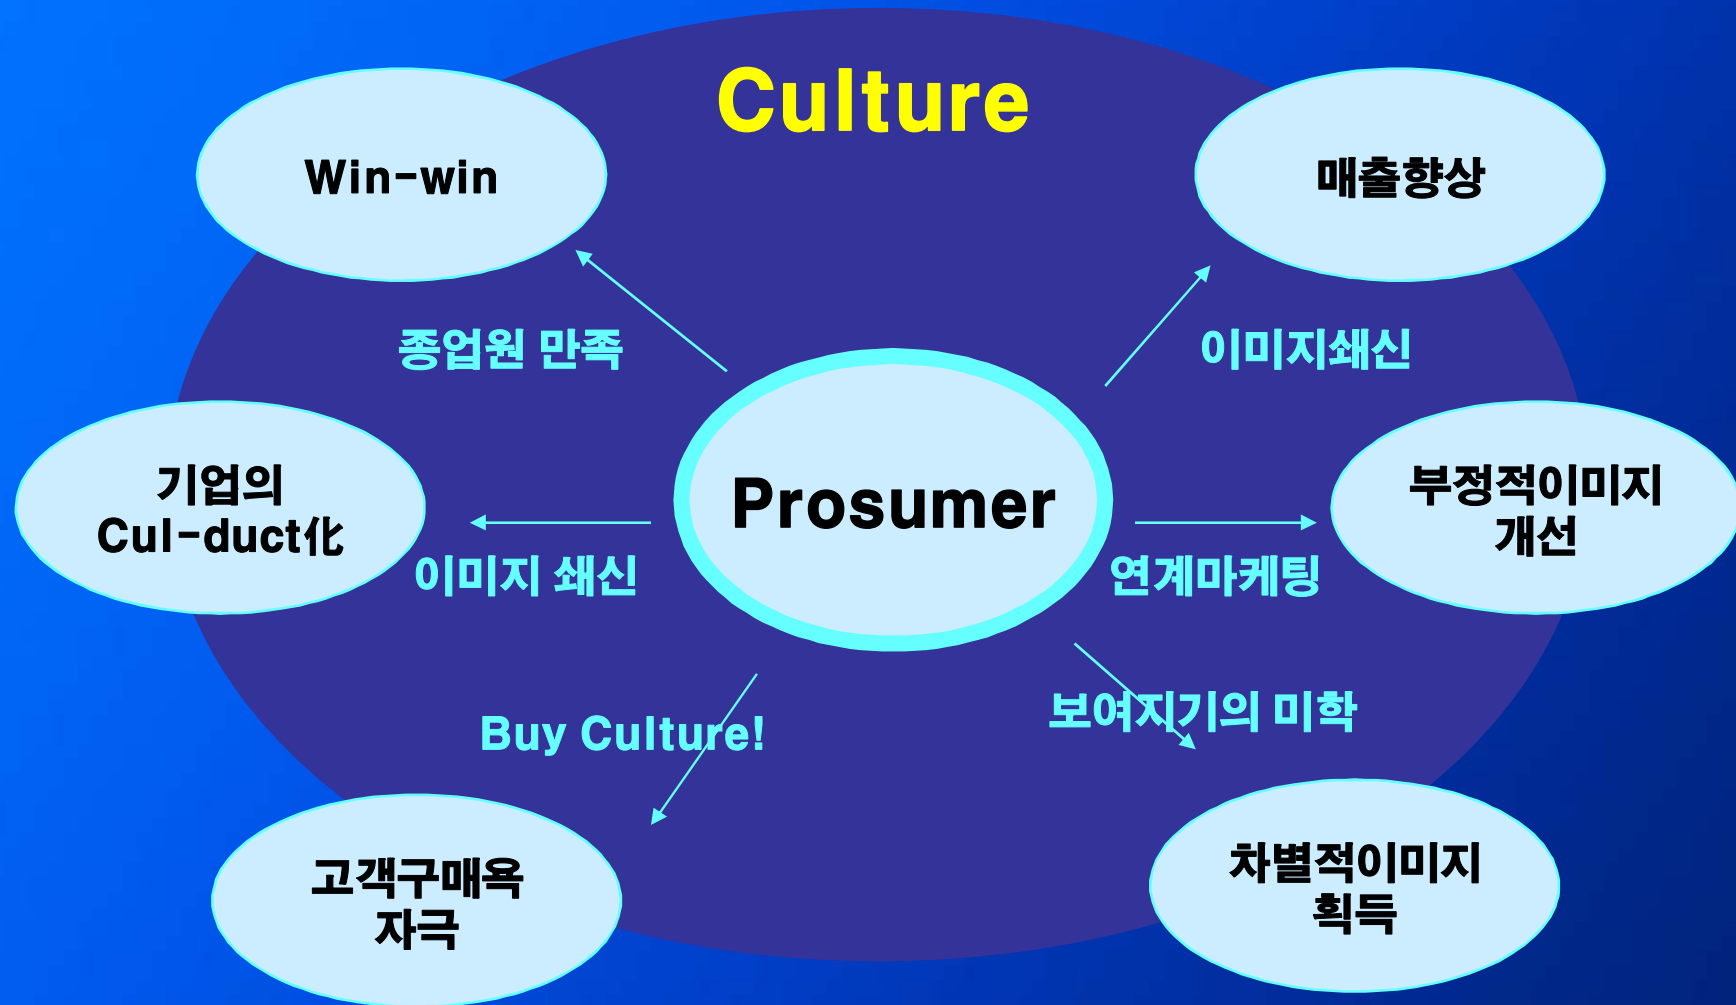 Culture
Win-win
매출향상
종업원 만족
이미지쇄신
기업의
Cul-duct化
Prosumer
부정적이미지
개선
이미지 쇄신
연계마케팅
Buy Culture!
보여지기의 미학
고객구매욕
자극
차별적이미지
획득